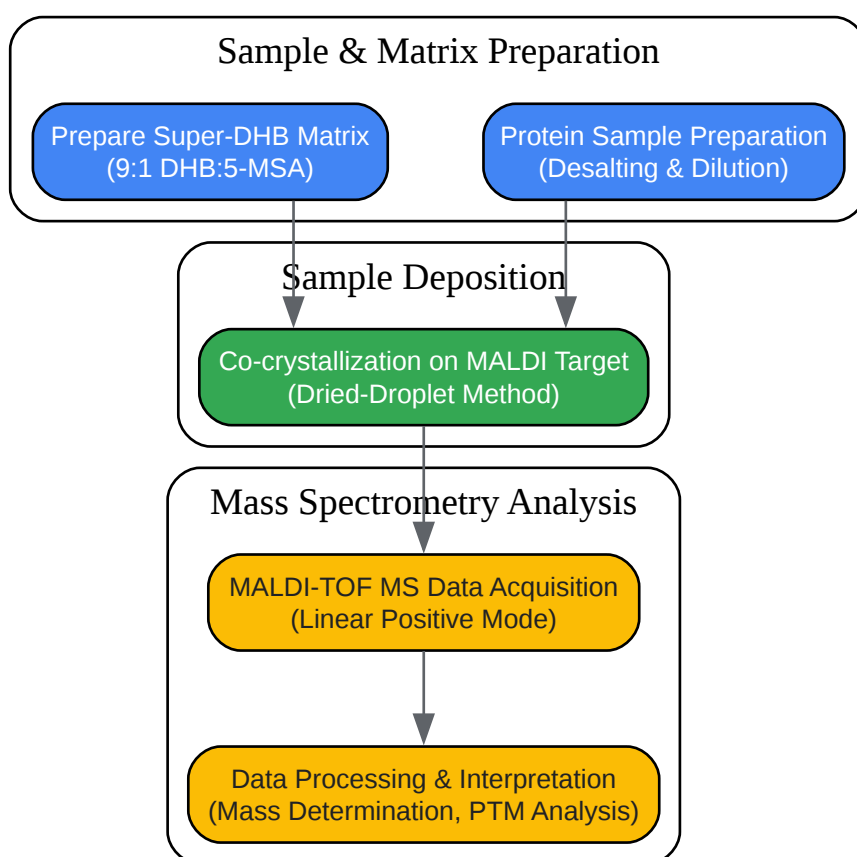 Sample & Matrix Preparation
Prepare Super-DHB Matrix
(9:1 DHB:5-MSA)
Protein Sample Preparation
(Desalting & Dilution)
Sample Deposition
Co-crystallization on MALDI Target
(Dried-Droplet Method)
Mass Spectrometry Analysis
MALDI-TOF MS Data Acquisition
(Linear Positive Mode)
Data Processing & Interpretation
(Mass Determination, PTM Analysis)